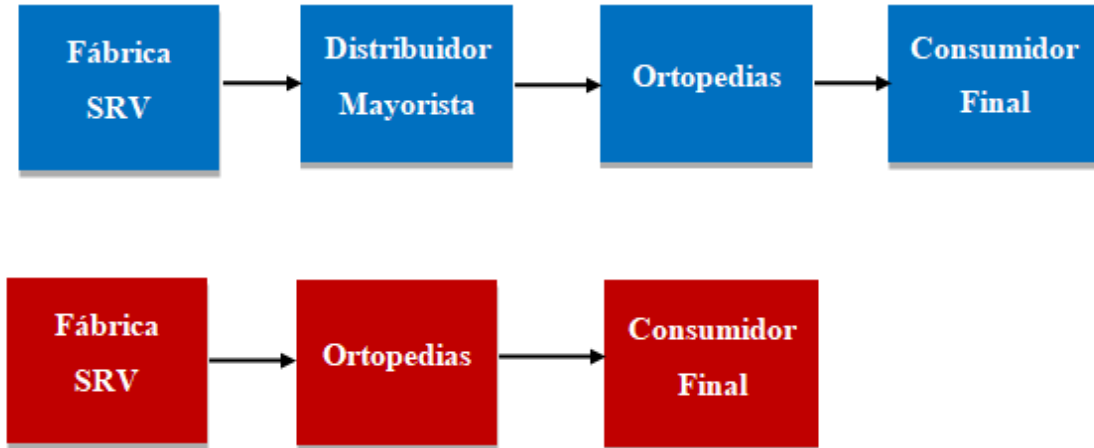 Fábrica
SRV
Distribuidor
Mayorista
Ortopedias
Consumidor
Final
Fábrica
SRV
Ortopedias
Consumidor
Final